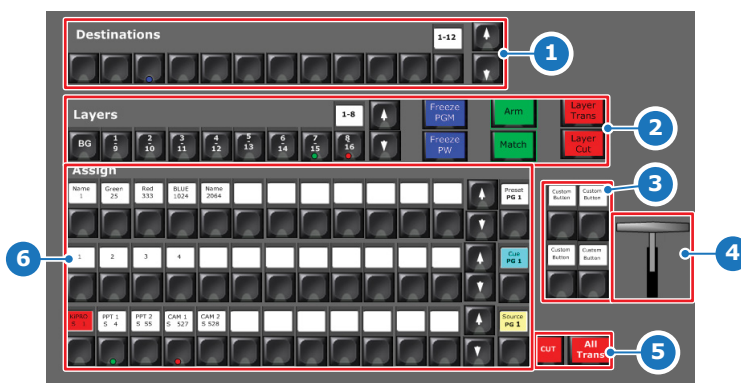 Destinations
1-12
1
Layers
1-8
Freeze
PGM
Arm
Layer
Trans
BG
1
9
2
10
3
11
4
12
5
13
6
14
7
15
8
16
Freeze
PW
Match
Layer
Cut
2
Assign
Name
1
Green
25
Red
333
BLUE
1024
Name
2064
Preset
PG 1
Custom
Button
Custom
Button
3
6
1
2
3
4
Cue
PG 1
Custom
Button
Custom
Button
4
KIPRO
S 1
PPT 1
S 4
PPT 2
S 55
CAM 1
S 527
CAM 2
S 528
Source
PG 1
CUT
All
Trans
5